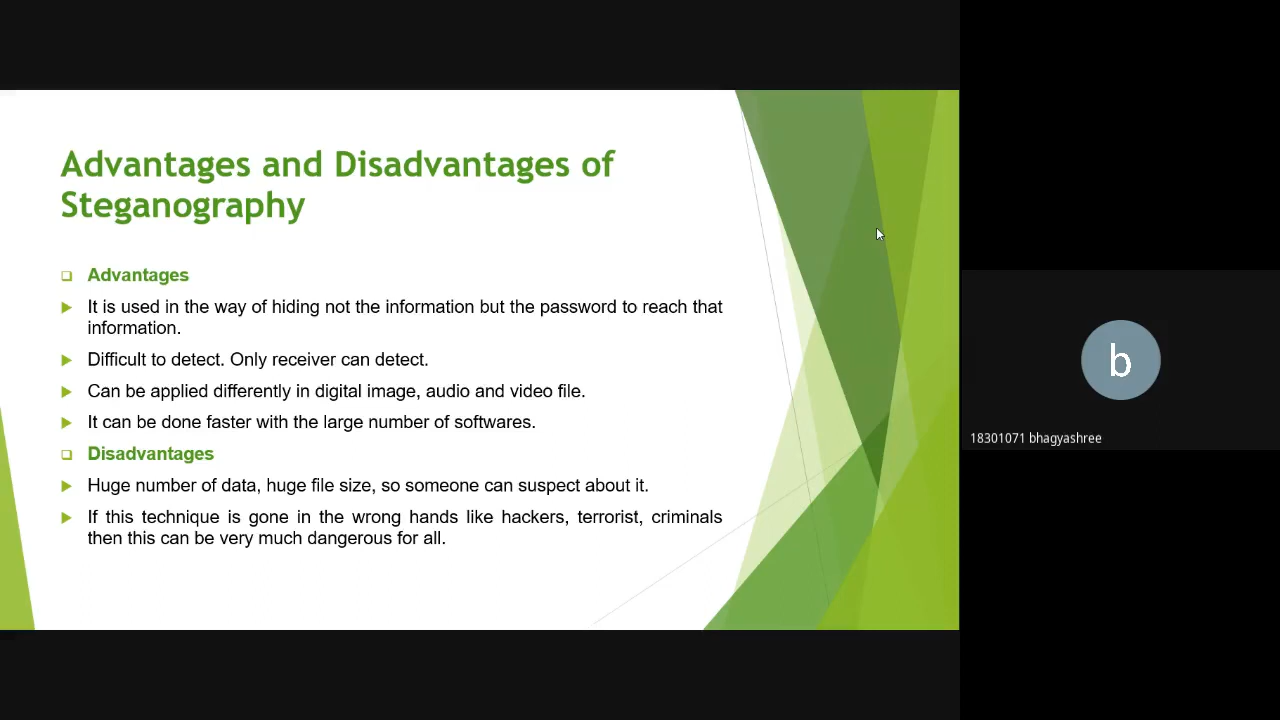 Advantages and Disadvantages of
Steganography
Advantages
It is used in the way of hiding not the information but the password to reach that
information.
Difficult to detect. Only receiver can detect.
Can be applied differently in digital image, audio and video file.
It can be done faster with the large number of softwares.
Disadvantages
Huge number of data, huge file size, so someone can suspect about it.
If this technique is gone in the wrong hands like hackers, terrorist, criminals
then this can be very much dangerous for all.
b
18301071 bhagyashree